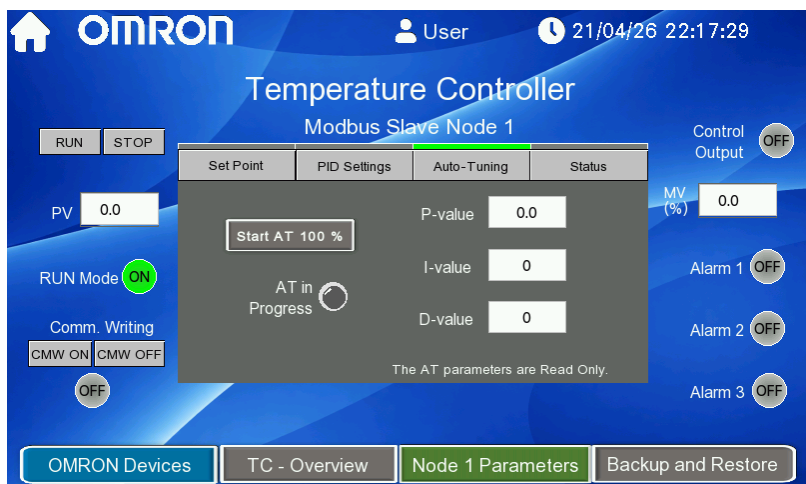 OMRON
User
21/04/26 22:17:29
Temperature Controller
Modbus Slave Node 1
RUN
STOP
Set Point
PID Settings
Auto-Tuning
Status
Control
Output
OFF
PV
0.0
MV
(%)
0.0
Start AT 100 %
P-value
0.0
RUN Mode
ON
AT in
Progress
I-value
0
Alarm 1
OFF
Comm. Writing
CMW ON
CMW OFF
OFF
D-value
0
Alarm 2
OFF
The AT parameters are Read Only.
Alarm 3
OFF
OMRON Devices
TC - Overview
Node 1 Parameters
Backup and Restore